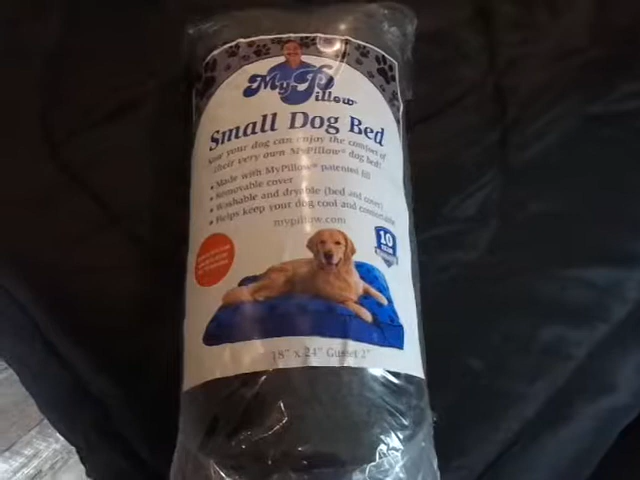 MyPillow
Small Dog Bed
Now your dog can enjoy the comfort of
their very own MyPillow® dog bed!
• Made with MyPillow® patented fill
• Removable cover
• Washable and dryable (bed and cover)
• Helps keep your dog cool and comfortable
mypillow.com
10
18" x 24" Gusset 2"